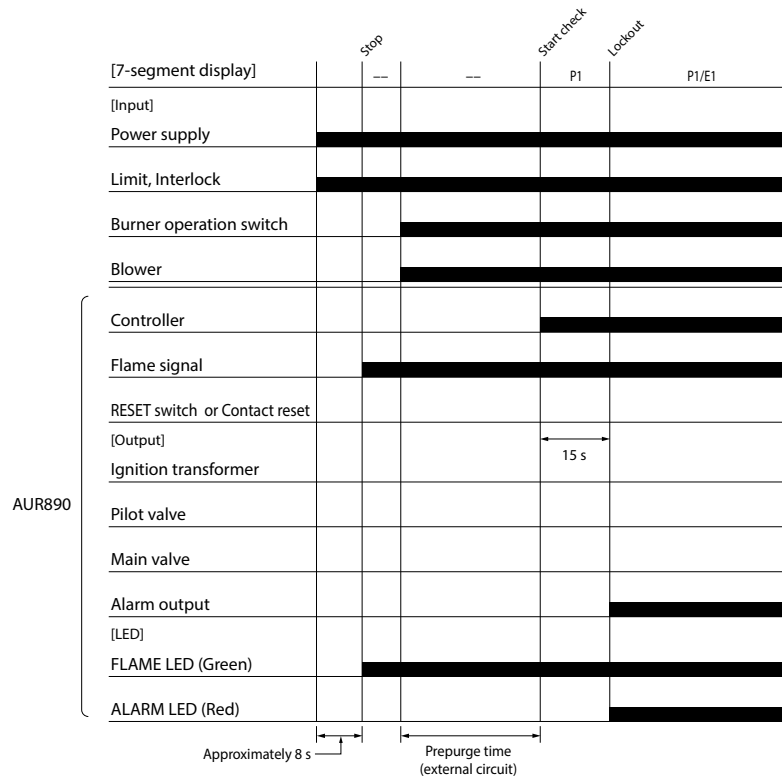 Stop
Start check
Lockout
[7-segment display]
-- -- P1 P1/E1
[Input]
Power supply
Limit, Interlock
Burner operation switch
Blower
Controller
Flame signal
RESET switch or Contact reset
[Output]
15 s
Ignition transformer
AUR890
Pilot valve
Main valve
Alarm output
[LED]
FLAME LED (Green)
ALARM LED (Red)
Approximately 8 s
Prepurge time
(external circuit)